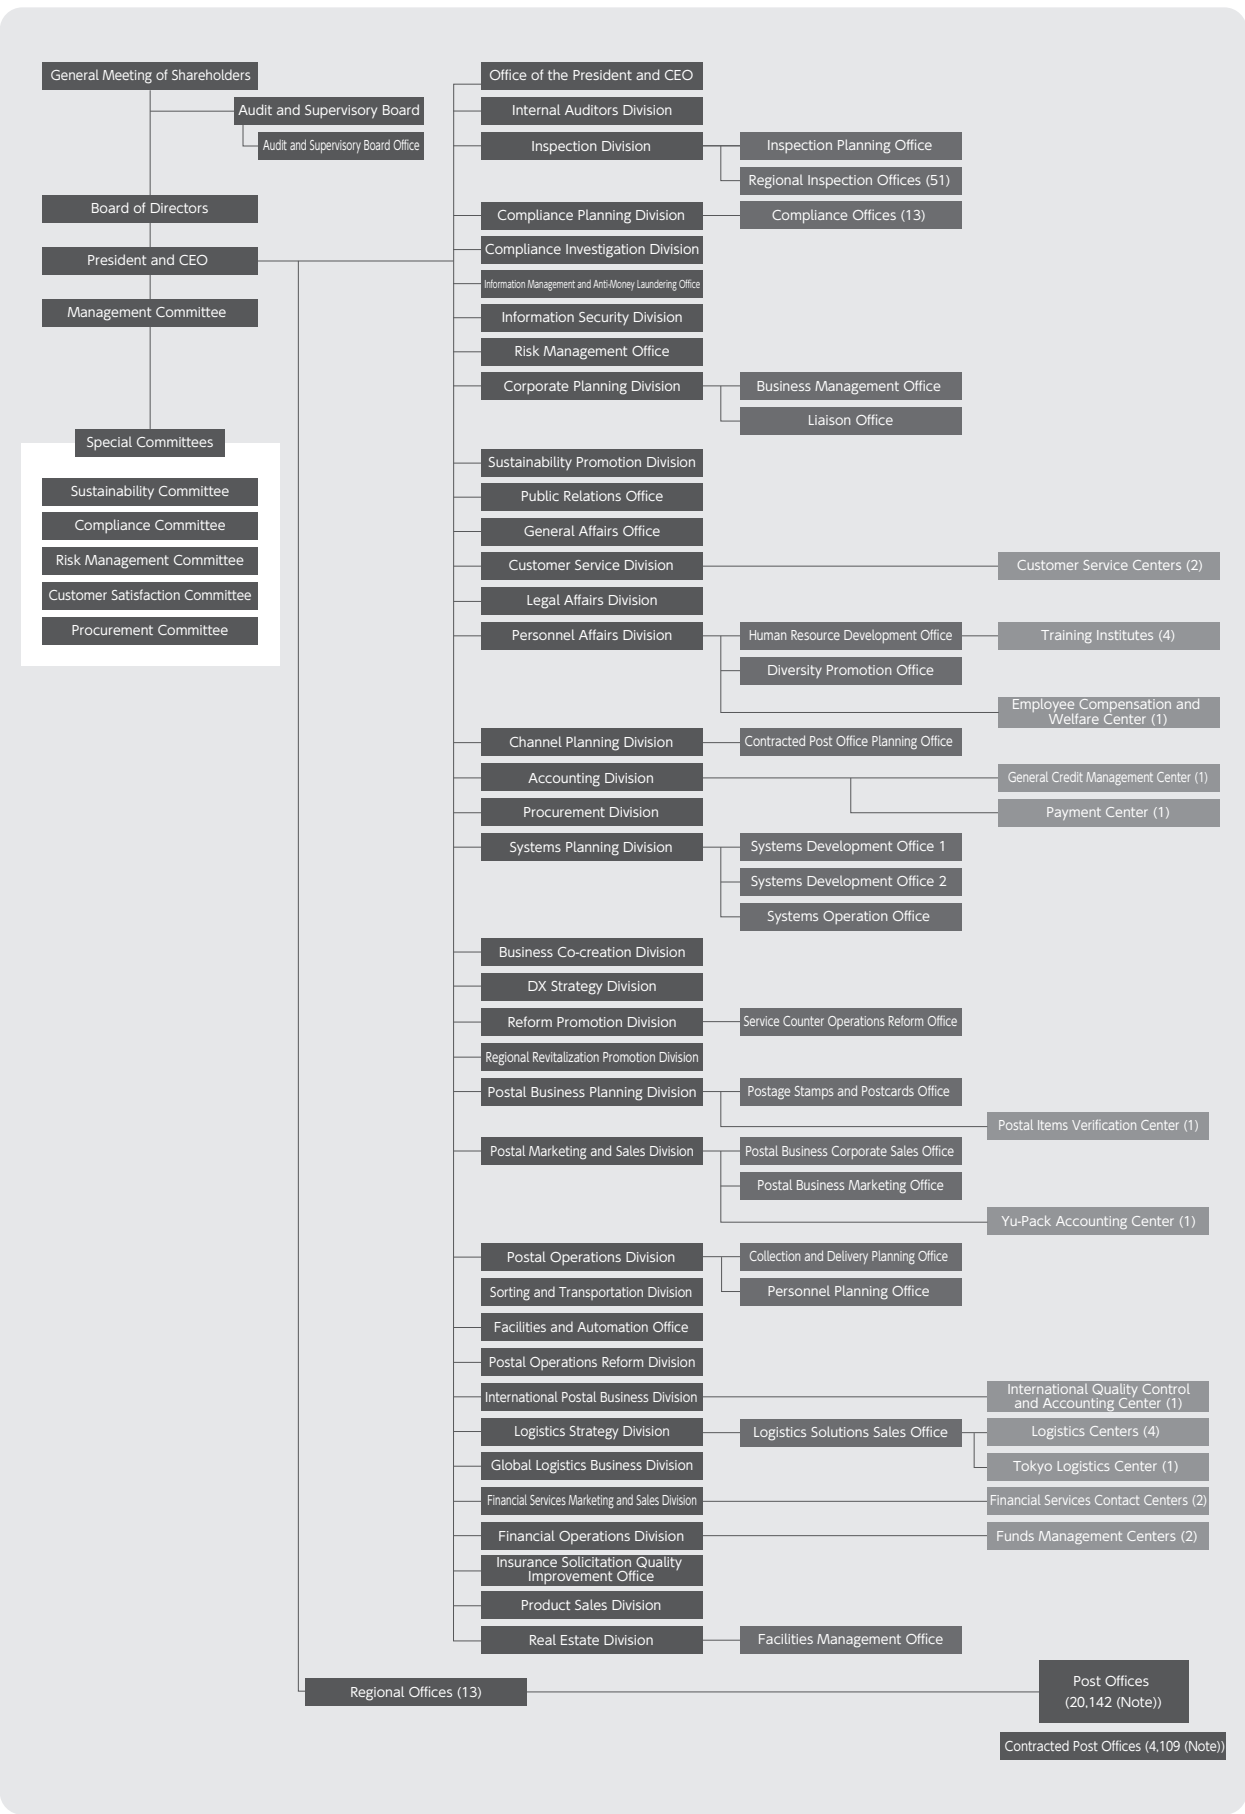 General Meeting of Shareholders
Audit and Supervisory Board
Audit and Supervisory Board Office
Board of Directors
President and CEO
Management Committee
Special Committees
Sustainability Committee
Compliance Committee
Risk Management Committee
Customer Satisfaction Committee
Procurement Committee
Office of the President and CEO
Internal Auditors Division
Inspection Division
Inspection Planning Office
Regional Inspection Offices (51)
Compliance Planning Division
Compliance Offices (13)
Compliance Investigation Division
Information Management and Anti-Money Laundering Office
Information Security Division
Risk Management Office
Corporate Planning Division
Business Management Office
Liaison Office
Sustainability Promotion Division
Public Relations Office
General Affairs Office
Customer Service Division
Customer Service Centers (2)
Legal Affairs Division
Personnel Affairs Division
Human Resource Development Office
Training Institutes (4)
Diversity Promotion Office
Employee Compensation and
Welfare Center (1)
Channel Planning Division
Contracted Post Office Planning Office
Accounting Division
General Credit Management Center (1)
Payment Center (1)
Procurement Division
Systems Planning Division
Systems Development Office 1
Systems Development Office 2
Systems Operation Office
Business Co-creation Division
DX Strategy Division
Reform Promotion Division
Service Counter Operations Reform Office
Regional Revitalization Promotion Division
Postal Business Planning Division
Postage Stamps and Postcards Office
Postal Items Verification Center (1)
Postal Marketing and Sales Division
Postal Business Corporate Sales Office
Postal Business Marketing Office
Yu-Pack Accounting Center (1)
Postal Operations Division
Collection and Delivery Planning Office
Personnel Planning Office
Sorting and Transportation Division
Facilities and Automation Office
Postal Operations Reform Division
International Postal Business Division
International Quality Control
and Accounting Center (1)
Logistics Strategy Division
Logistics Solutions Sales Office
Logistics Centers (4)
Tokyo Logistics Center (1)
Global Logistics Business Division
Financial Services Marketing and Sales Division
Financial Services Contact Centers (2)
Financial Operations Division
Funds Management Centers (2)
Insurance Solicitation Quality
Improvement Office
Product Sales Division
Real Estate Division
Facilities Management Office
Regional Offices (13)
Post Offices
(20,142 (Note))
Contracted Post Offices (4,109 (Note))